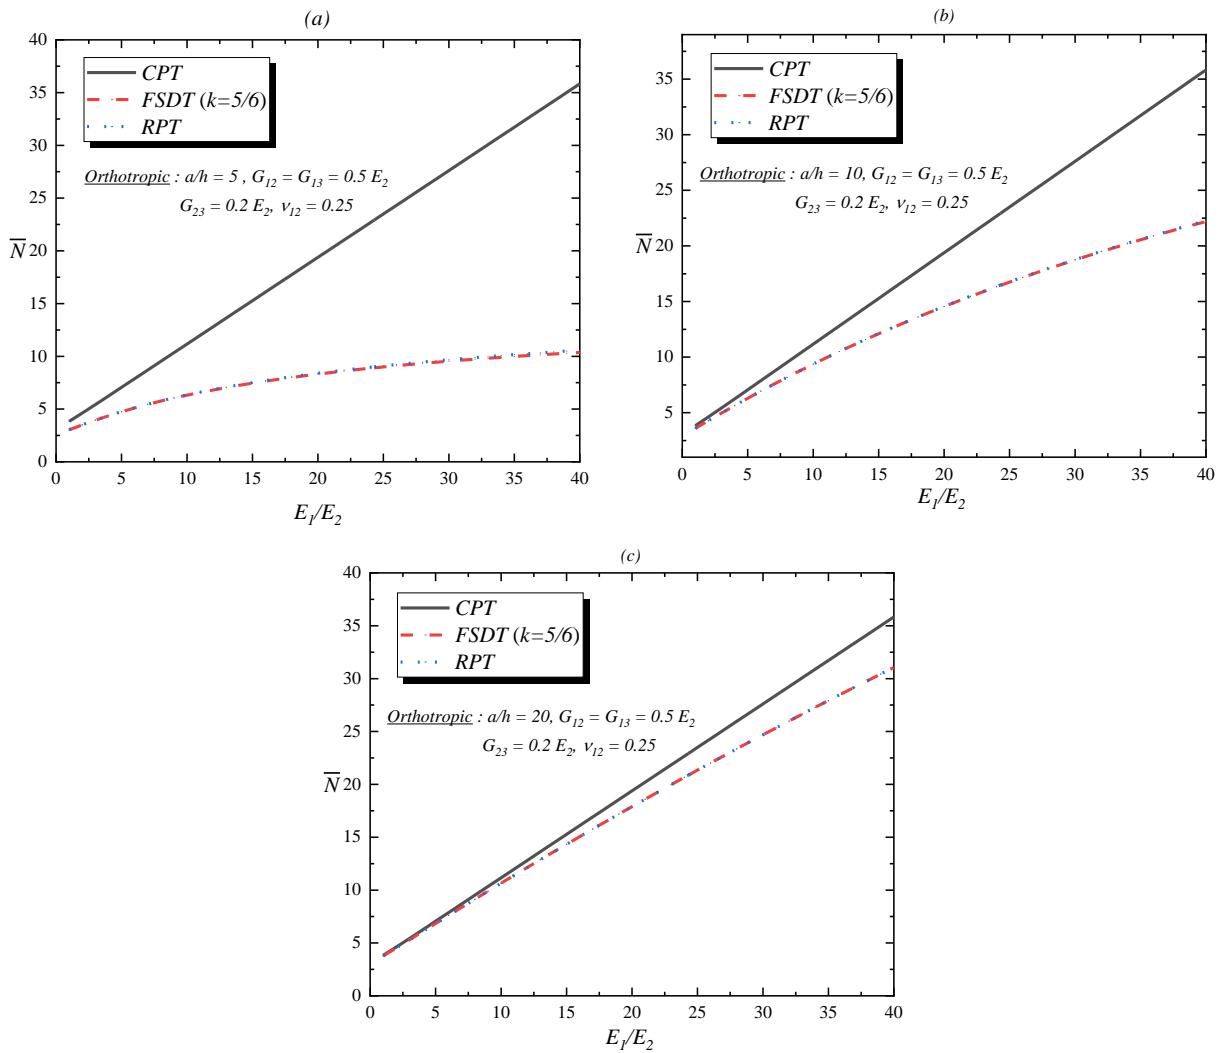 (a)
40
35
30
25
20
15
10
5
0
N̅
CPT
FSDT (k=5/6)
RPT
Orthotropic : a/h = 5 , G₁₂ = G₁₃ = 0.5 E₂
G₂₃ = 0.2 E₂, ν₁₂ = 0.25
0 5 10 15 20 25 30 35 40
E₁/E₂
(b)
35
30
25
20
15
10
5
N̅
CPT
FSDT (k=5/6)
RPT
Orthotropic : a/h = 10, G₁₂ = G₁₃ = 0.5 E₂
G₂₃ = 0.2 E₂, ν₁₂ = 0.25
0 5 10 15 20 25 30 35 40
E₁/E₂
(c)
40
35
30
25
20
15
10
5
0
N̅
CPT
FSDT (k=5/6)
RPT
Orthotropic : a/h = 20, G₁₂ = G₁₃ = 0.5 E₂
G₂₃ = 0.2 E₂, ν₁₂ = 0.25
0 5 10 15 20 25 30 35 40
E₁/E₂